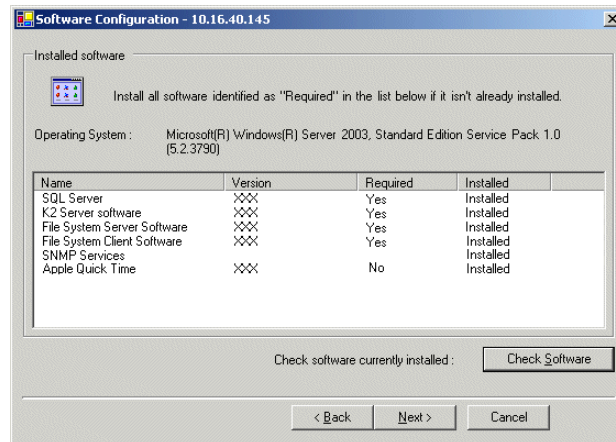 Software Configuration - 10.16.40.145
Installed software
Install all software identified as "Required" in the list below if it isn't already installed.
Operating System : Microsoft(R) Windows(R) Server 2003, Standard Edition Service Pack 1.0
(5.2.3790)
Name Version Required Installed
SQL Server XXX Yes Installed
K2 Server software XXX Yes Installed
File System Server Software XXX Yes Installed
File System Client Software XXX Yes Installed
SNMP Services Installed
Apple Quick Time XXX No Installed
Check software currently installed : Check Software
< Back Next > Cancel